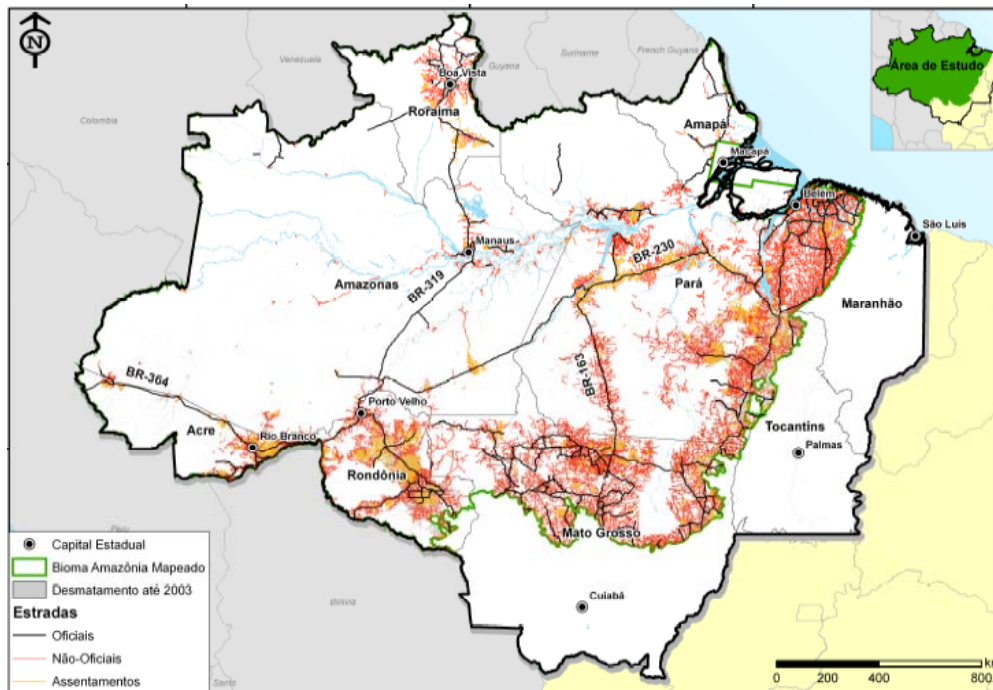 N
Venezuela
Guyana
Suriname
French Guyana
Colombia
Área de Estudo
Boa Vista
Roraima
Amapá
Macapá
Belém
São Luis
Manaus
BR-230
BR-319
Amazonas
Pará
Maranhão
BR-163
BR-364
Porto Velho
Acre
Rio Branco
Tocantins
Palmas
Rondônia
Mato Grosso
Peru
Bolivia
Cuiabá
Capital Estadual
Bioma Amazônia Mapeado
Desmatamento até 2003
Estradas
Oficiais
Não-Oficiais
Assentamentos
km
0 200 400 800